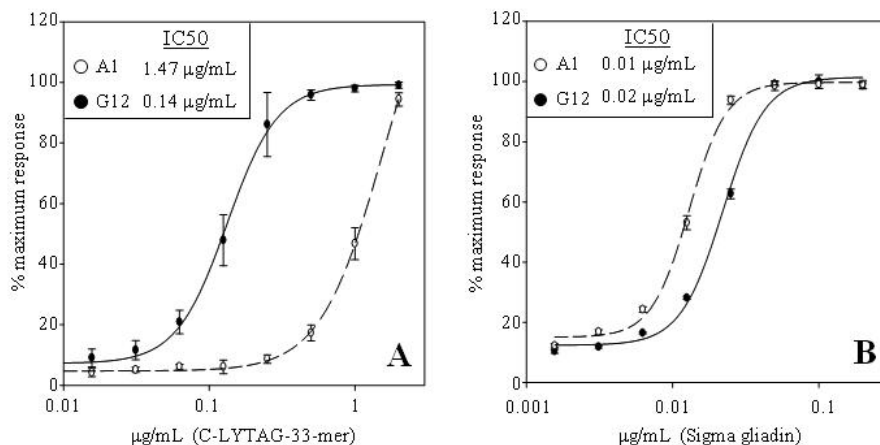 120
100
80
60
40
20
0
% maximum response
IC50
A1 1.47 µg/mL
G12 0.14 µg/mL
A
0.01 0.1 1
µg/mL (C-LYTAG-33-mer)
120
100
80
60
40
20
0
% maximum response
IC50
A1 0.01 µg/mL
G12 0.02 µg/mL
B
0.001 0.01 0.1
µg/mL (Sigma gliadin)